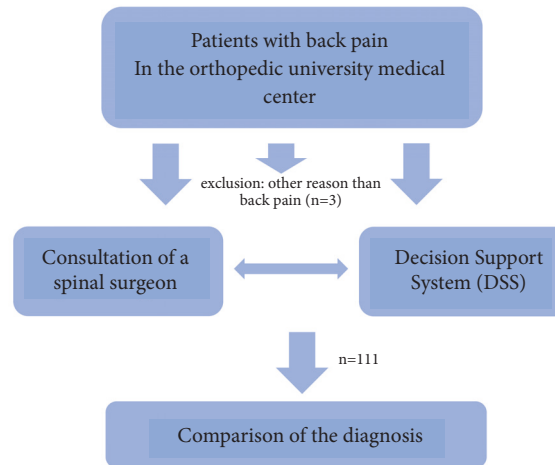 Patients with back pain
In the orthopedic university medical
center
exclusion: other reason than
back pain (n=3)
Consultation of a
spinal surgeon
Decision Support
System (DSS)
n=111
Comparison of the diagnosis